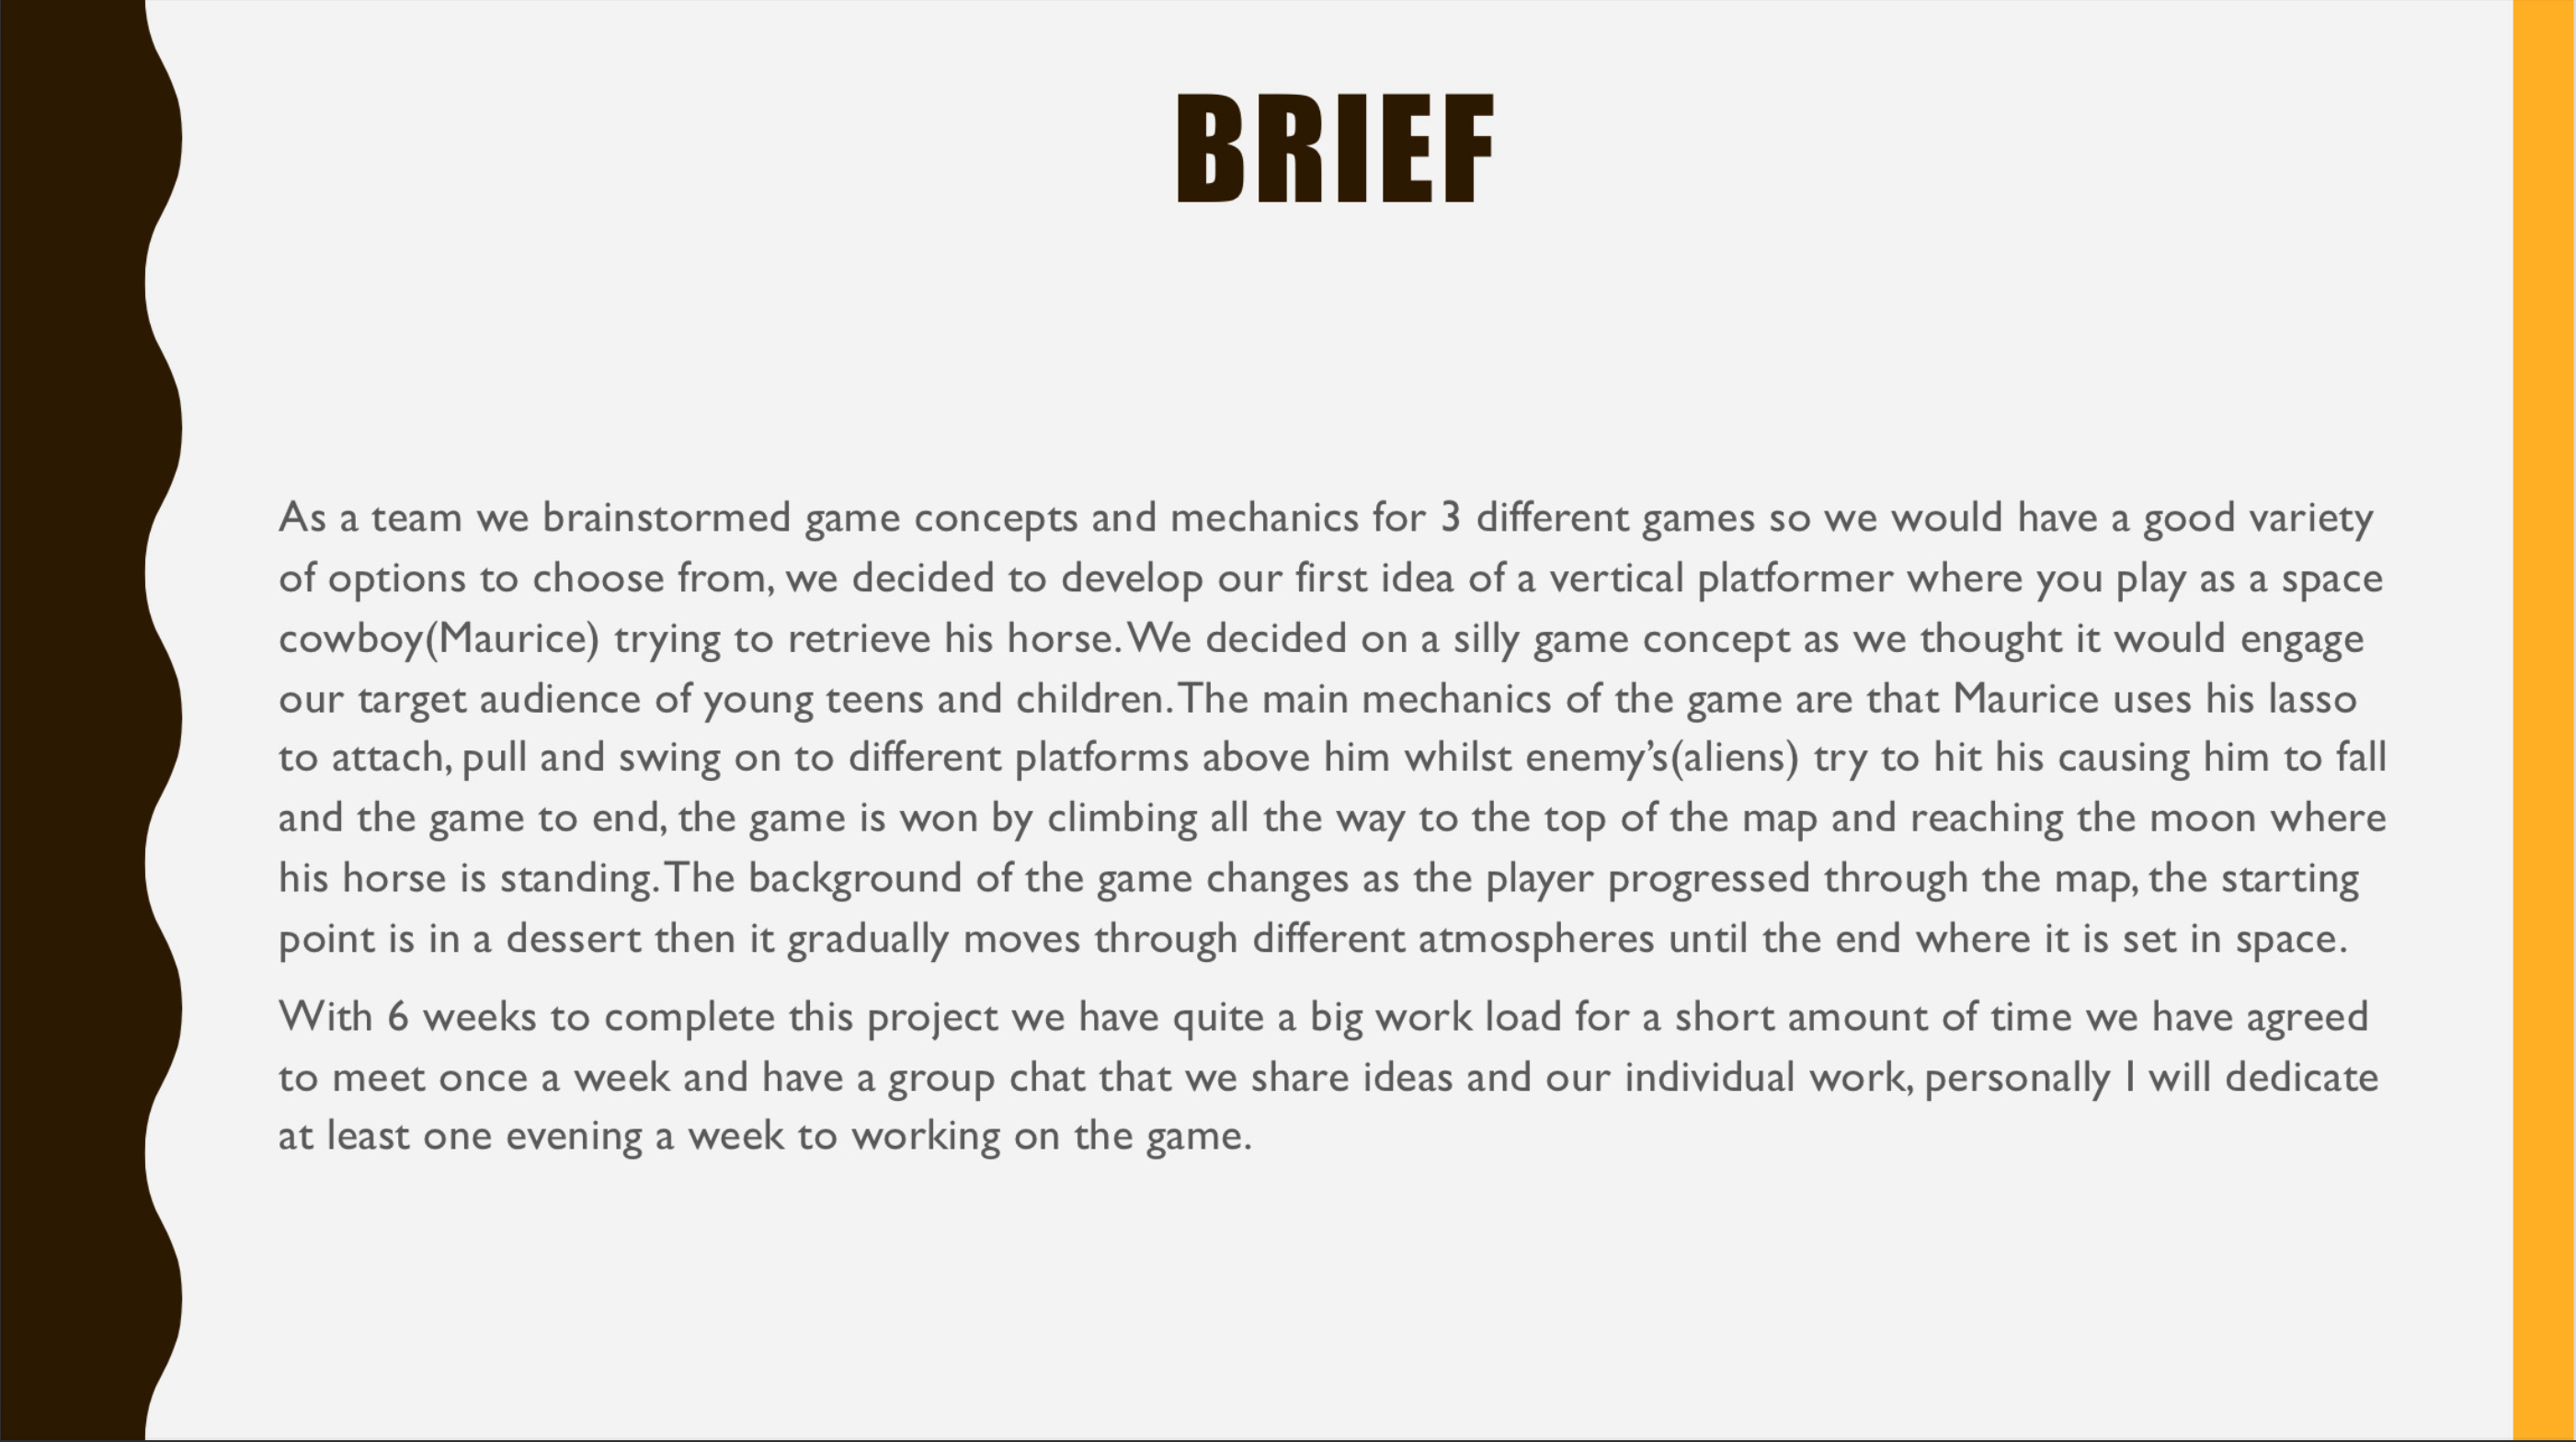 BRIEF
As a team we brainstormed game concepts and mechanics for 3 different games so we would have a good variety
of options to choose from, we decided to develop our first idea of a vertical platformer where you play as a space
cowboy(Maurice) trying to retrieve his horse. We decided on a silly game concept as we thought it would engage
our target audience of young teens and children. The main mechanics of the game are that Maurice uses his lasso
to attach, pull and swing on to different platforms above him whilst enemy’s(aliens) try to hit his causing him to fall
and the game to end, the game is won by climbing all the way to the top of the map and reaching the moon where
his horse is standing. The background of the game changes as the player progressed through the map, the starting
point is in a dessert then it gradually moves through different atmospheres until the end where it is set in space.
With 6 weeks to complete this project we have quite a big work load for a short amount of time we have agreed
to meet once a week and have a group chat that we share ideas and our individual work, personally I will dedicate
at least one evening a week to working on the game.